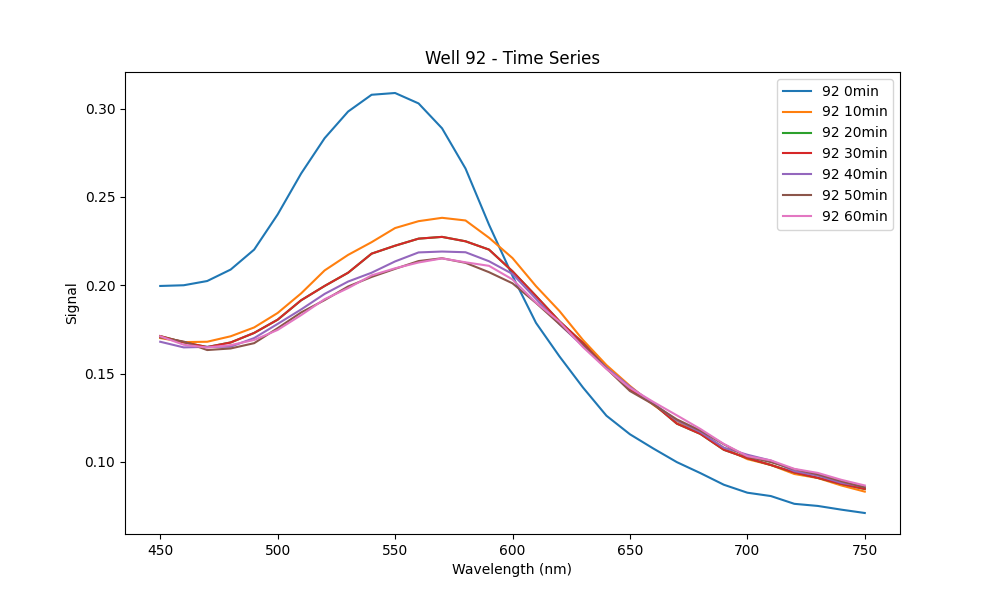 Well 92 - Time Series
92 0min
92 10min
92 20min
92 30min
92 40min
92 50min
92 60min
0.30
0.25
0.20
0.15
0.10
Signal
450 500 550 600 650 700 750
Wavelength (nm)